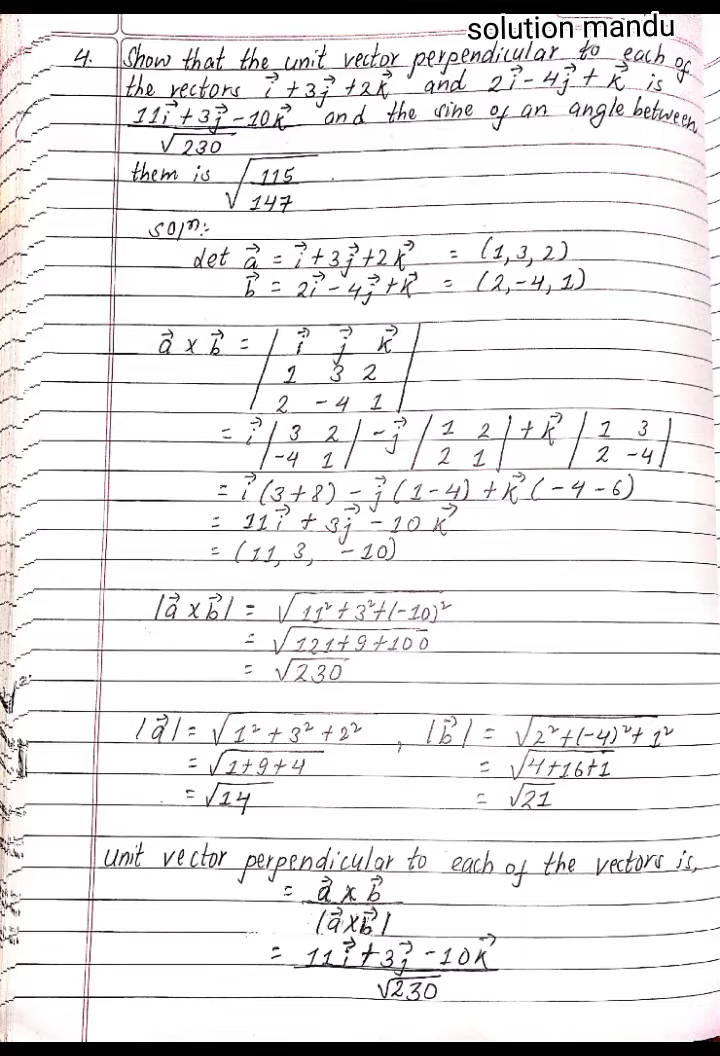 solution mandu
4. Show that the unit vector perpendicular to each of
the vectors i⃗ + 3j⃗ + 2k⃗ and 2i⃗ - 4j⃗ + k⃗ is
11i⃗ + 3j⃗ - 10k⃗ and the sine of an angle between
√230
them is √115/147
Solⁿ:
Let a⃗ = i⃗ + 3j⃗ + 2k⃗ = (1, 3, 2)
b⃗ = 2i⃗ - 4j⃗ + k⃗ = (2, -4, 1)
a⃗ x b⃗ = | i⃗ j⃗ k⃗ |
| 1 3 2 |
| 2 -4 1 |
= i⃗ | 3 2 | - j⃗ | 1 2 | + k⃗ | 1 3 |
| -4 1 | | 2 1 | | 2 -4 |
= i⃗ (3+8) - j⃗ (1-4) + k⃗ (-4-6)
= 11i⃗ + 3j⃗ - 10k⃗
= (11, 3, -10)
|a⃗ x b⃗| = √11²+3²+(-10)²
= √121+9+100
= √230
|a⃗| = √1² + 3² + 2² , |b⃗| = √2²+(-4)²+1²
= √1+9+4 = √4+16+1
= √14 = √21
unit vector perpendicular to each of the vectors is,
= a⃗ x b⃗
|a⃗ x b⃗|
= 11i⃗ + 3j⃗ - 10k⃗
√230